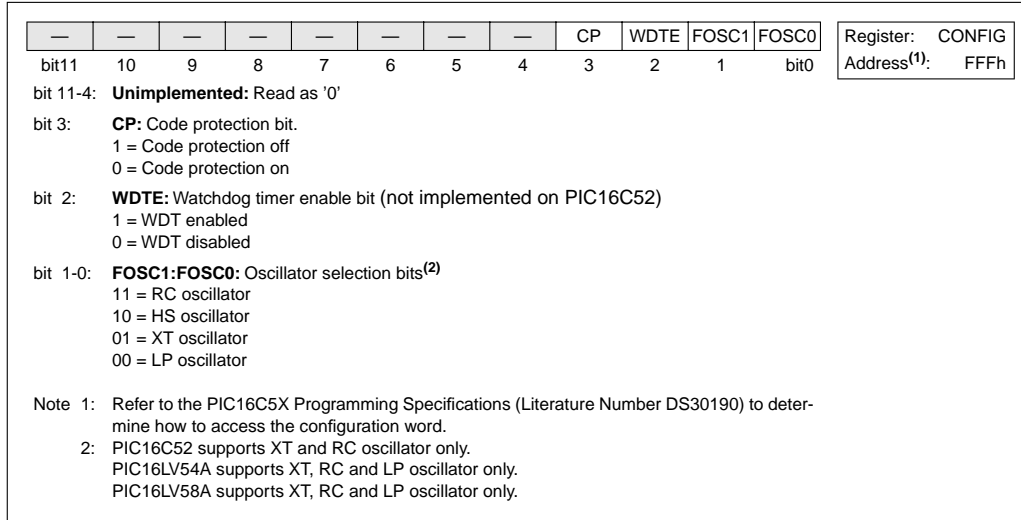 — — — — — — — — CP WDTE FOSC1 FOSC0
bit11 10 9 8 7 6 5 4 3 2 1 bit0
Register: CONFIG
Address(1): FFFh
bit 11-4: Unimplemented: Read as '0'
bit 3: CP: Code protection bit.
1 = Code protection off
0 = Code protection on
bit 2: WDTE: Watchdog timer enable bit (not implemented on PIC16C52)
1 = WDT enabled
0 = WDT disabled
bit 1-0: FOSC1:FOSC0: Oscillator selection bits(2)
11 = RC oscillator
10 = HS oscillator
01 = XT oscillator
00 = LP oscillator
Note 1: Refer to the PIC16C5X Programming Specifications (Literature Number DS30190) to deter-
mine how to access the configuration word.
2: PIC16C52 supports XT and RC oscillator only.
PIC16LV54A supports XT, RC and LP oscillator only.
PIC16LV58A supports XT, RC and LP oscillator only.